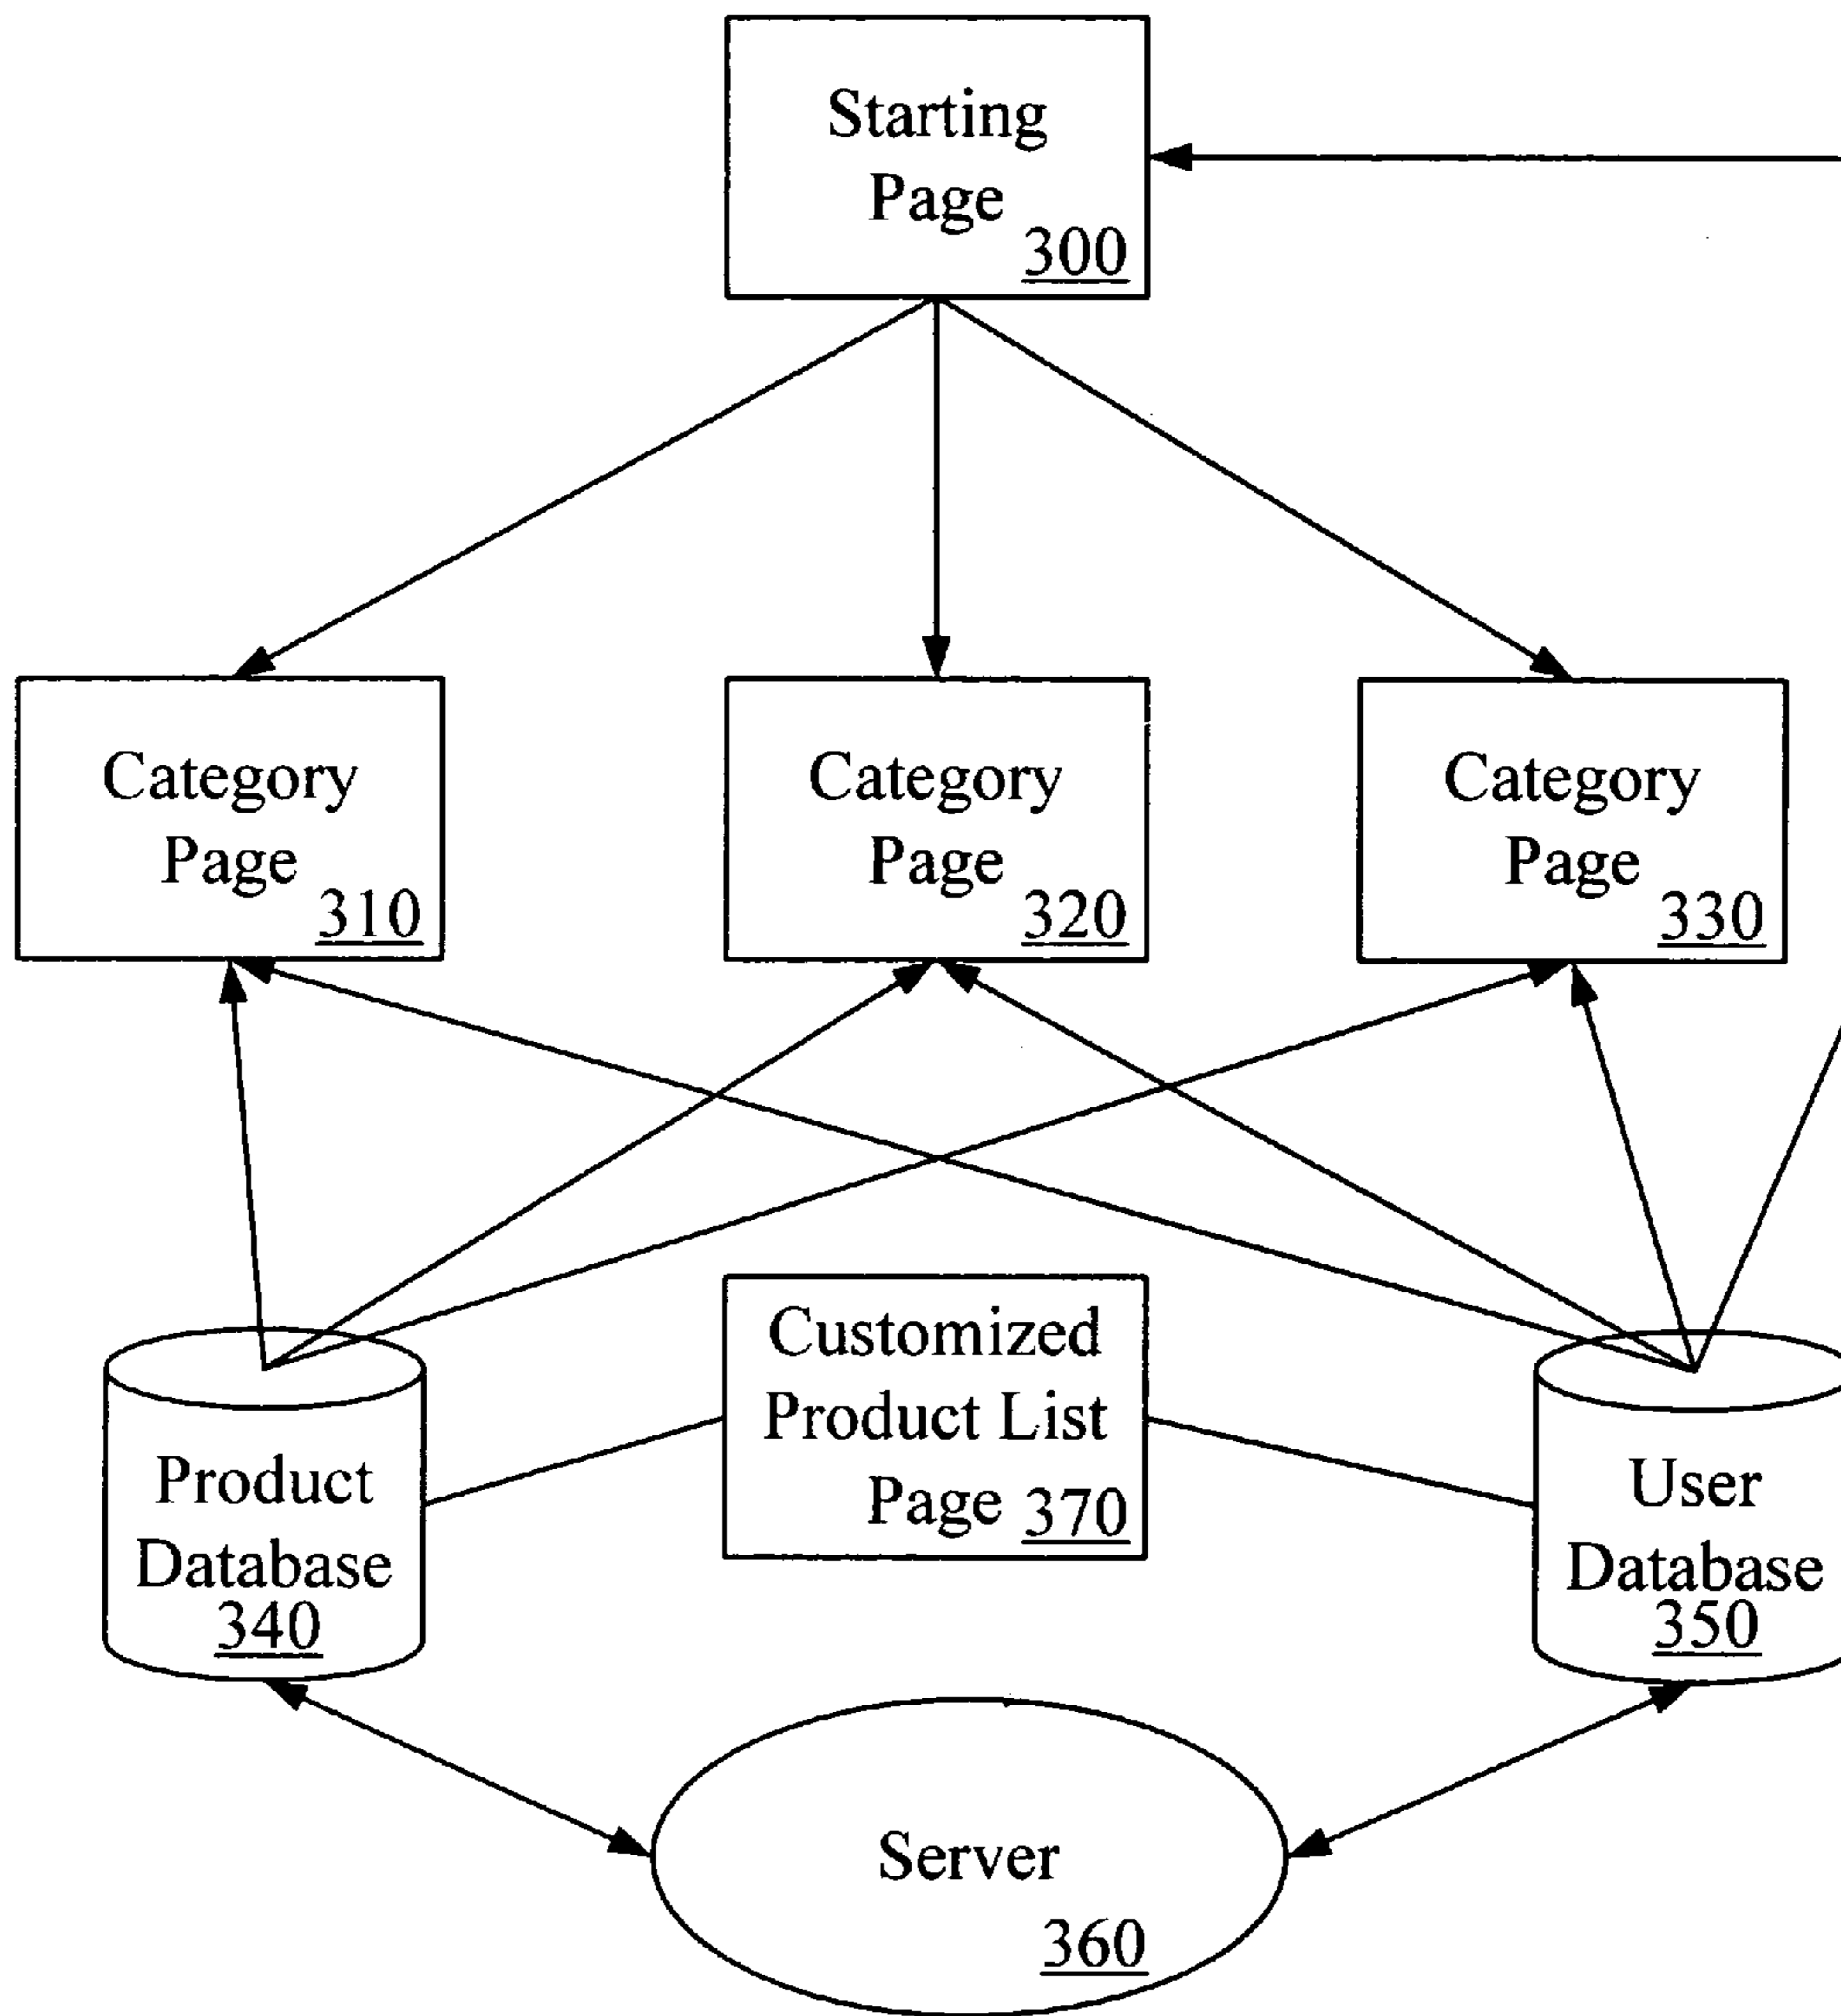 Starting
Page
300
Category
Page
310
Category
Page
320
Category
Page
330
Customized
Product List
Page 370
Product
Database
340
User
Database
350
Server
360